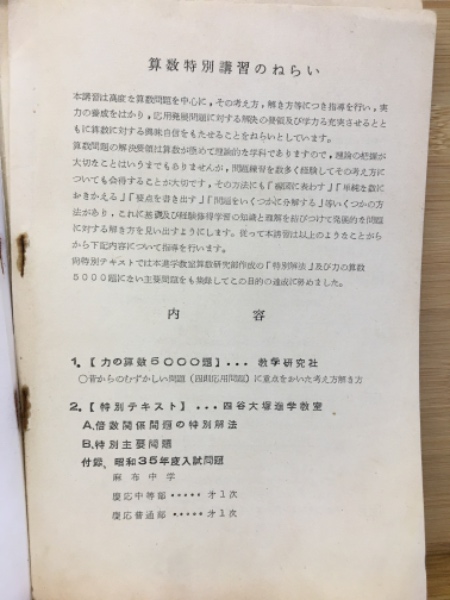 算数特別講習のねらい
本講習は高度な算数問題を中心に，その考え方，解き方等につき指導を行い，実
力の養成をはかり，応用発展問題に対する解決の要領及び学力を充実させるとと
もに算数に対する興味自信をもたせることをねらいとしています。
算数問題の解決要領は算数が極めて理論的な学科でありますので，理論の把握が
大切なことはいうまでもありませんが，問題練習を数多く経験してその考え方に
ついても会得することが大切です，その方法にも「線図に表わす」「単純な数に
おきかえる」「要点を書き出す」「問題をいくつかに分解する」等いくつかの方
法があり，これに基礎及び経験修得学習の知識と理解を結びつけて発展的な問題
に対する解き方を見い出すようにします。従って本講習は以上のようなことがら
から下記内容について指導を行います。
尚特別テキストでは本進学教室算数研究部作成の「特別解法」及び力の算数
5000題にない主要問題をも集録してこの目的の達成に努めました。
内 容
1.【力の算数5000題】・・・ 教学研究社
○昔からのむずかしい問題（四則応用問題）に重点をおいた考え方解き方
2.【特別テキスト】・・・四谷大塚進学教室
A.倍数関係問題の特別解法
B.特別主要問題
付録．昭和35年度入試問題
麻布中学
慶応中等部・・・・・才1次
慶応普通部・・・・・才1次